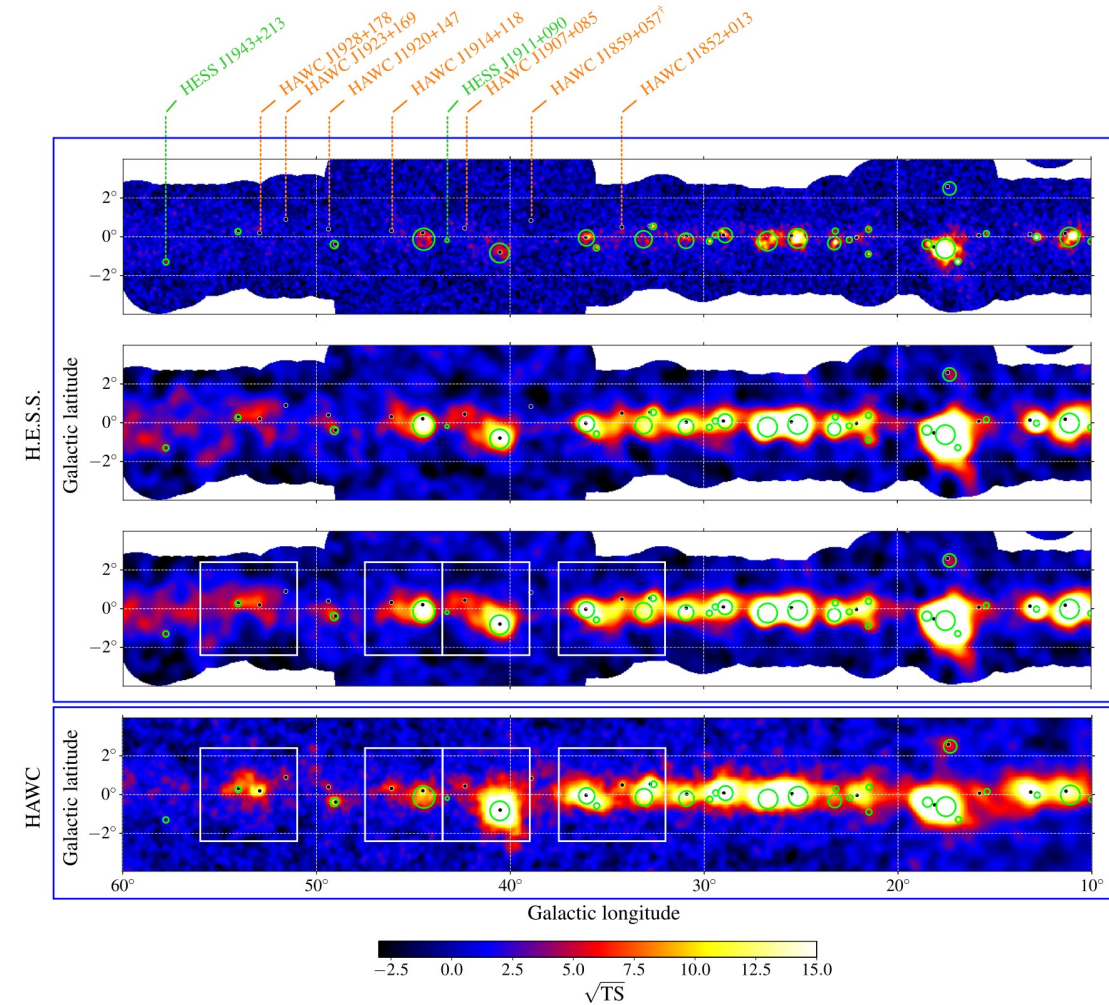 HESS J1943+213
HAWC J1928+178
HAWC J1923+169
HAWC J1920+147
HAWC J1914+118
HESS J1911+090
HAWC J1907+085
HAWC J1859+057†
HAWC J1852+013
2°
0°
−2°
2°
0°
−2°
2°
0°
−2°
H.E.S.S.
Galactic latitude
2°
0°
−2°
HAWC
Galactic latitude
60° 50° 40° 30° 20° 10°
Galactic longitude
−2.5 0.0 2.5 5.0 7.5 10.0 12.5 15.0
√TS